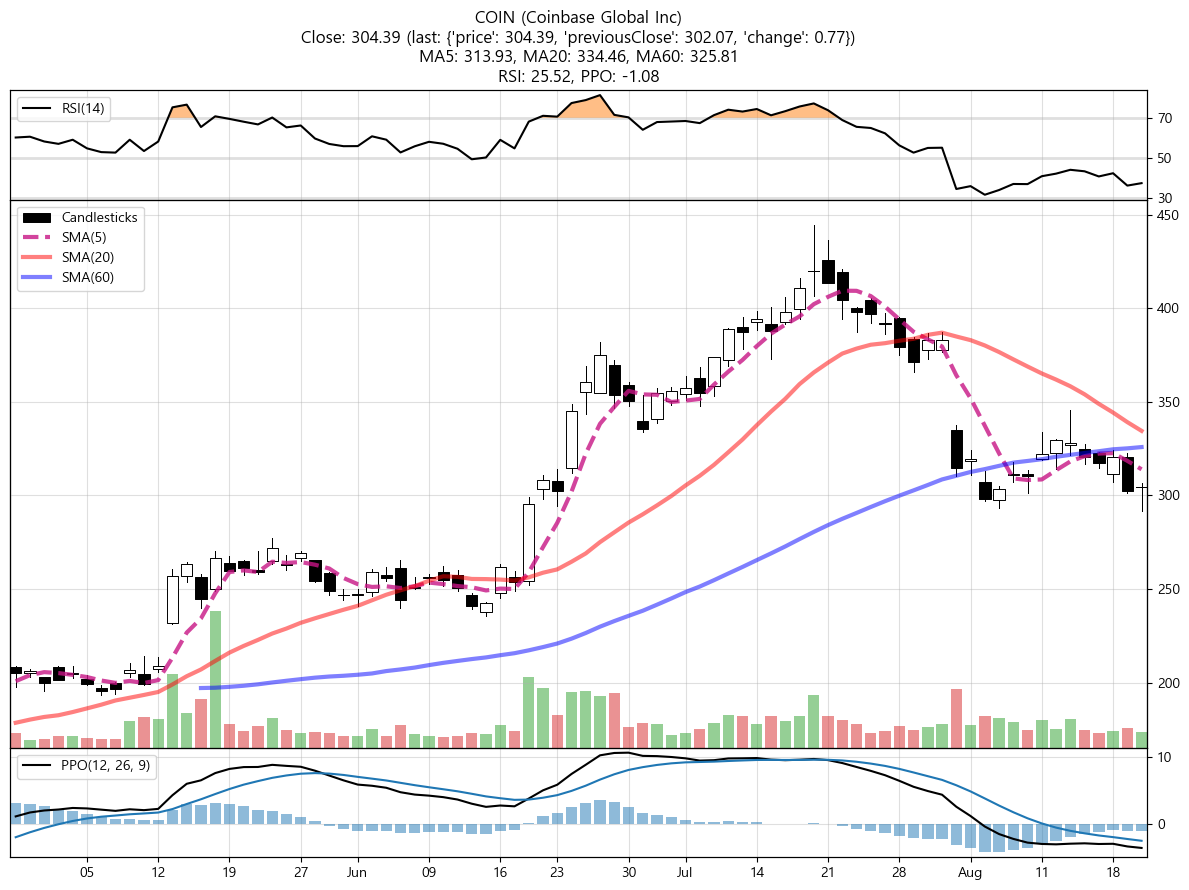 COIN (Coinbase Global Inc)
Close: 304.39 (last: {'price': 304.39, 'previousClose': 302.07, 'change': 0.77})
MA5: 313.93, MA20: 334.46, MA60: 325.81
RSI: 25.52, PPO: -1.08
RSI(14)
70
50
30
Candlesticks
SMA(5)
SMA(20)
SMA(60)
450
400
350
300
250
200
PPO(12, 26, 9)
10
0
05 12 19 27 Jun 09 16 23 30 Jul 14 21 28 Aug 11 18